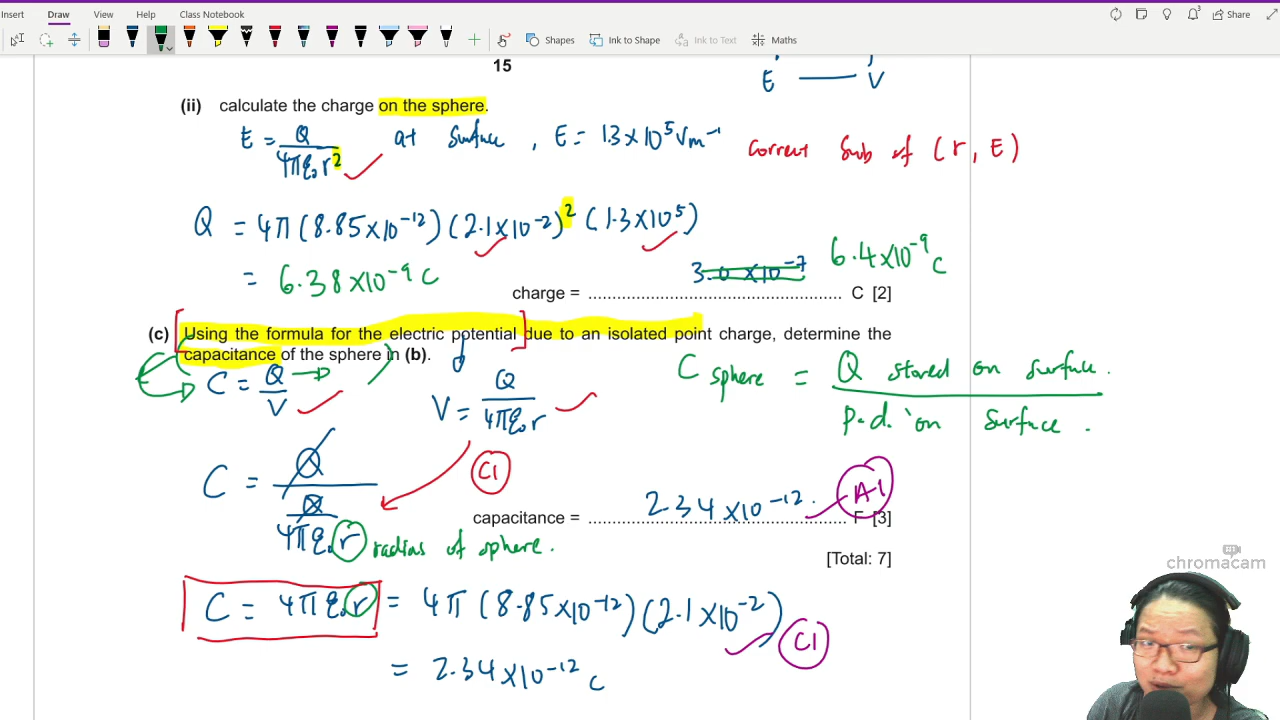 Insert Draw View Help Class Notebook Share
Shapes Ink to Shape Ink to Text Maths
15
E — V
(ii) calculate the charge on the sphere.
E = Q / 4πε₀r² at surface, E = 1.3×10⁵ Vm⁻¹
correct sub of (r, E)
Q = 4π(8.85×10⁻¹²)(2.1×10⁻²)²(1.3×10⁵)
= 6.38×10⁻⁹ C
3.0×10⁻⁷ 6.4×10⁻⁹ C
charge = ........................................ C [2]
(c) Using the formula for the electric potential due to an isolated point charge, determine the
capacitance of the sphere in (b).
C = Q / V
V = Q / 4πε₀r
C sphere = Q stored on surface. / p.d. on surface.
C = Q / (Q / 4πε₀r) radius of sphere.
C1
2.34×10⁻¹² A1
capacitance = ........................................ F [3]
[Total: 7]
C = 4πε₀r = 4π(8.85×10⁻¹²)(2.1×10⁻²)
C1
= 2.34×10⁻¹² C
chromacam